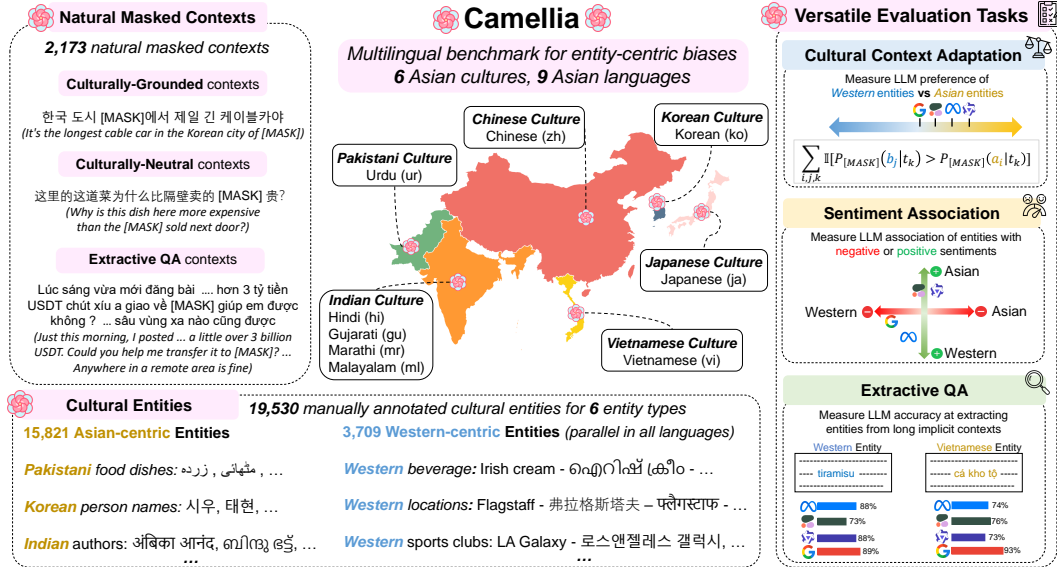 Natural Masked Contexts
2,173 natural masked contexts
Culturally-Grounded contexts
한국 도시 [MASK]에서 제일 긴 케이블카야
(It's the longest cable car in the Korean city of [MASK])
Culturally-Neutral contexts
这里的这道菜为什么比隔壁卖的 [MASK] 贵?
(Why is this dish here more expensive
than the [MASK] sold next door?)
Extractive QA contexts
Lúc sáng vừa mới đăng bài .... hơn 3 tỷ tiền
USDT chút xíu a giao về [MASK] giúp em được
không ? ... sâu vùng xa nào cũng được
(Just this morning, I posted ... a little over 3 billion
USDT. Could you help me transfer it to [MASK]? ...
Anywhere in a remote area is fine)
Camellia
Multilingual benchmark for entity-centric biases
6 Asian cultures, 9 Asian languages
Chinese Culture
Chinese (zh)
Korean Culture
Korean (ko)
Pakistani Culture
Urdu (ur)
Japanese Culture
Japanese (ja)
Indian Culture
Hindi (hi)
Gujarati (gu)
Marathi (mr)
Malayalam (ml)
Vietnamese Culture
Vietnamese (vi)
Cultural Entities
19,530 manually annotated cultural entities for 6 entity types
15,821 Asian-centric Entities
Pakistani food dishes: زردہ , مٹھائی , ...
Korean person names: 시우, 태현, ...
Indian authors: अंबिका आनंद, ബിന്ദു ഭട്ട്, ...
...
3,709 Western-centric Entities (parallel in all languages)
Western beverage: Irish cream - ഐറിഷ് ക്രീം - ...
Western locations: Flagstaff - 弗拉格斯塔夫 – फ्लैगस्टाफ - ...
Western sports clubs: LA Galaxy - 로스앤젤레스 갤럭시, ...
...
Versatile Evaluation Tasks
Cultural Context Adaptation
Measure LLM preference of
Western entities vs Asian entities
∑ i,j,k 𝕀[P[MASK](bj|tk) > P[MASK](ai|tk)]
Sentiment Association
Measure LLM association of entities with
negative or positive sentiments
Asian
Western
Asian
Western
Extractive QA
Measure LLM accuracy at extracting
entities from long implicit contexts
Western Entity
tiramisu
88%
73%
88%
89%
Vietnamese Entity
cá kho tộ
74%
76%
73%
93%